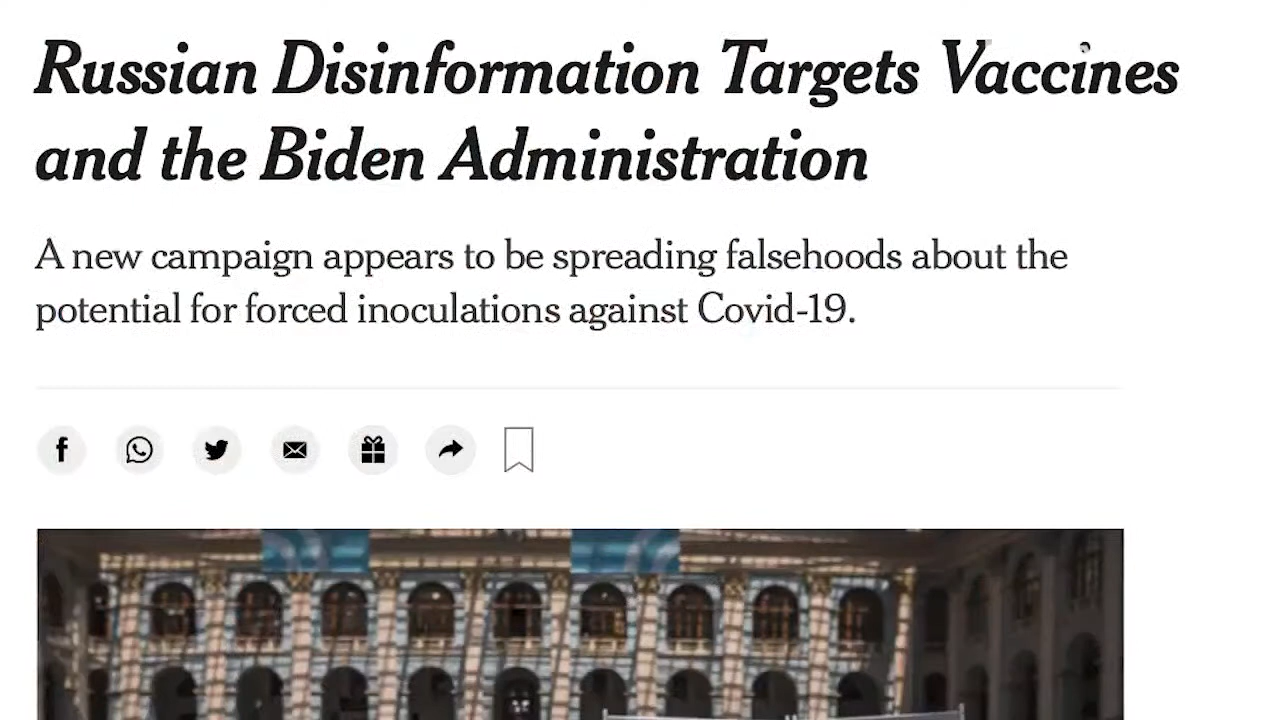 Russian Disinformation Targets Vaccines
and the Biden Administration
A new campaign appears to be spreading falsehoods about the
potential for forced inoculations against Covid-19.